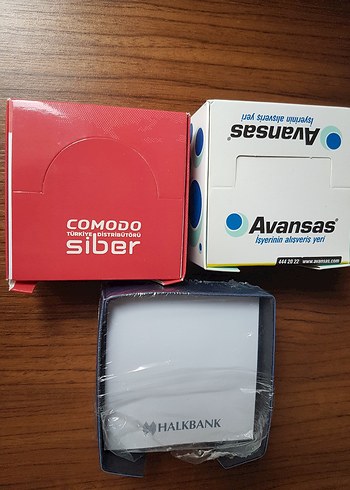 COMODO
TÜRKİYE DİSTRİBÜTÖRÜ
siber
Avansas
İşyerinin alışveriş yeri
Avansas
İşyerinin alışveriş yeri
444 20 22 www.avansas.com
HALKBANK